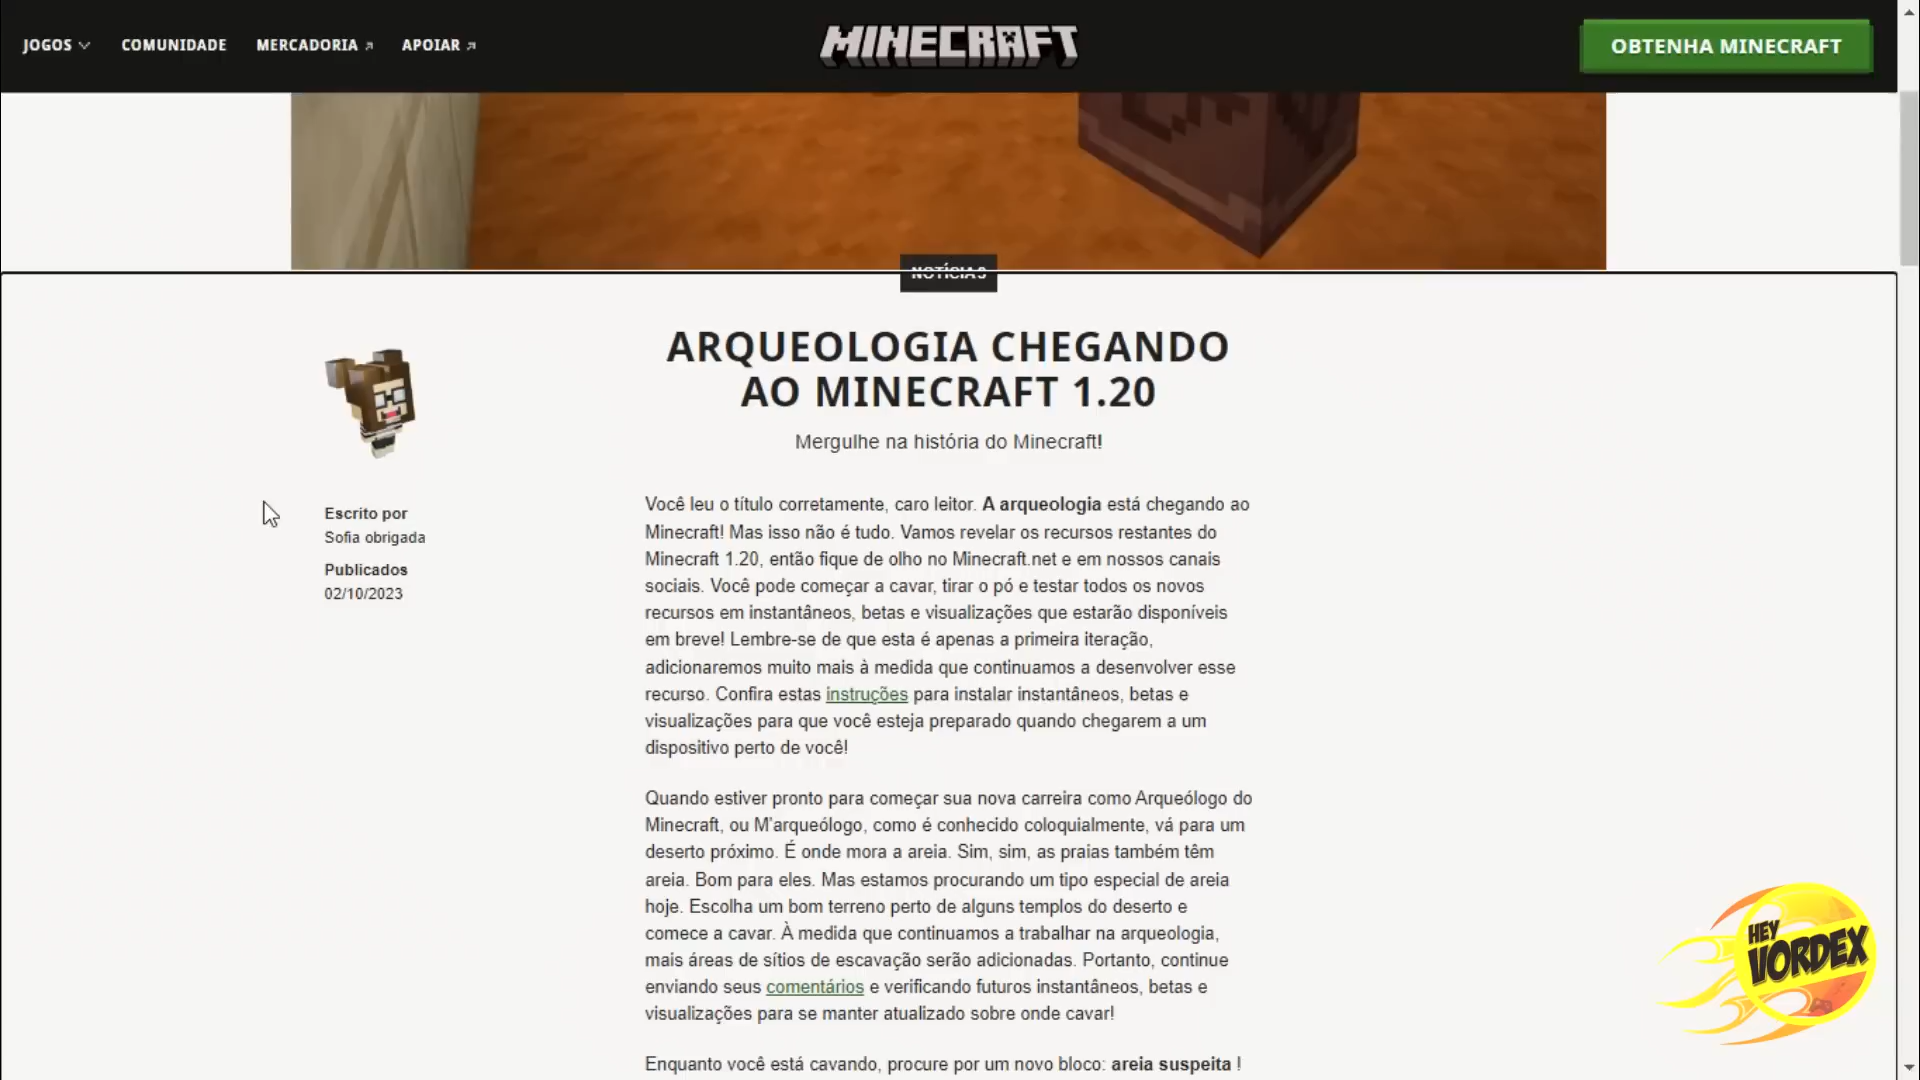 JOGOS
COMUNIDADE
MERCADORIA
APOIAR
MINECRAFT
OBTENHA MINECRAFT
NOTÍCIAS
ARQUEOLOGIA CHEGANDO
AO MINECRAFT 1.20
Mergulhe na história do Minecraft!
Escrito por
Sofia obrigada
Publicados
02/10/2023
Você leu o título corretamente, caro leitor. A arqueologia está chegando ao
Minecraft! Mas isso não é tudo. Vamos revelar os recursos restantes do
Minecraft 1.20, então fique de olho no Minecraft.net e em nossos canais
sociais. Você pode começar a cavar, tirar o pó e testar todos os novos
recursos em instantâneos, betas e visualizações que estarão disponíveis
em breve! Lembre-se de que esta é apenas a primeira iteração,
adicionaremos muito mais à medida que continuamos a desenvolver esse
recurso. Confira estas instruções para instalar instantâneos, betas e
visualizações para que você esteja preparado quando chegarem a um
dispositivo perto de você!
Quando estiver pronto para começar sua nova carreira como Arqueólogo do
Minecraft, ou M'arqueólogo, como é conhecido coloquialmente, vá para um
deserto próximo. É onde mora a areia. Sim, sim, as praias também têm
areia. Bom para eles. Mas estamos procurando um tipo especial de areia
hoje. Escolha um bom terreno perto de alguns templos do deserto e
comece a cavar. À medida que continuamos a trabalhar na arqueologia,
mais áreas de sítios de escavação serão adicionadas. Portanto, continue
enviando seus comentários e verificando futuros instantâneos, betas e
visualizações para se manter atualizado sobre onde cavar!
Enquanto você está cavando, procure por um novo bloco: areia suspeita !
HEY
VORDEX